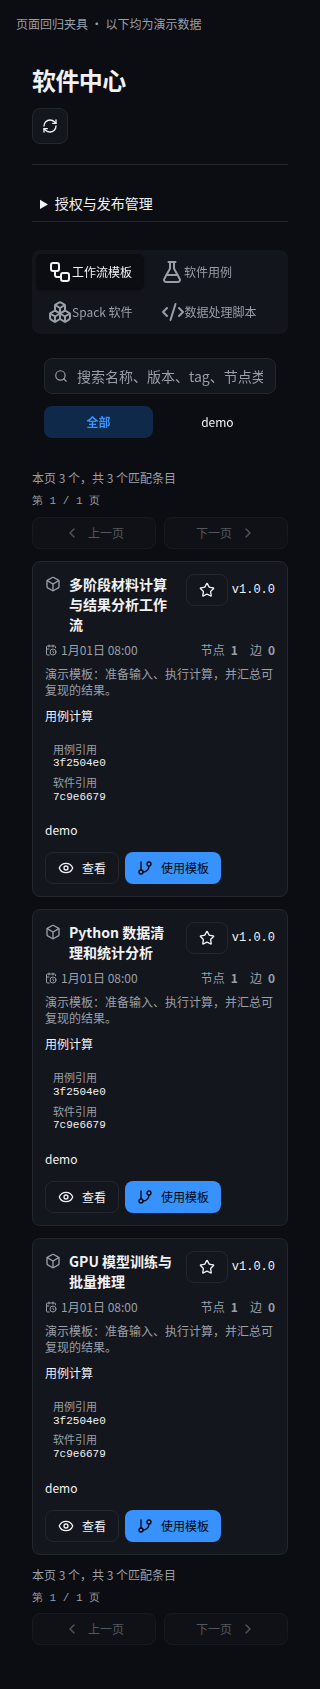 页面回归夹具 · 以下均为演示数据
软件中心
授权与发布管理
工作流模板
软件用例
Spack 软件
数据处理脚本
搜索名称、版本、tag、节点类
全部
demo
本页 3 个，共 3 个匹配条目
第 1 / 1 页
上一页
下一页
多阶段材料计算
与结果分析工作
流
v1.0.0
1月01日 08:00
节点 1 边 0
演示模板：准备输入、执行计算，并汇总可
复现的结果。
用例计算
用例引用
3f2504e0
软件引用
7c9e6679
demo
查看
使用模板
Python 数据清
理和统计分析
v1.0.0
1月01日 08:00
节点 1 边 0
演示模板：准备输入、执行计算，并汇总可
复现的结果。
用例计算
用例引用
3f2504e0
软件引用
7c9e6679
demo
查看
使用模板
GPU 模型训练与
批量推理
v1.0.0
1月01日 08:00
节点 1 边 0
演示模板：准备输入、执行计算，并汇总可
复现的结果。
用例计算
用例引用
3f2504e0
软件引用
7c9e6679
demo
查看
使用模板
本页 3 个，共 3 个匹配条目
第 1 / 1 页
上一页
下一页